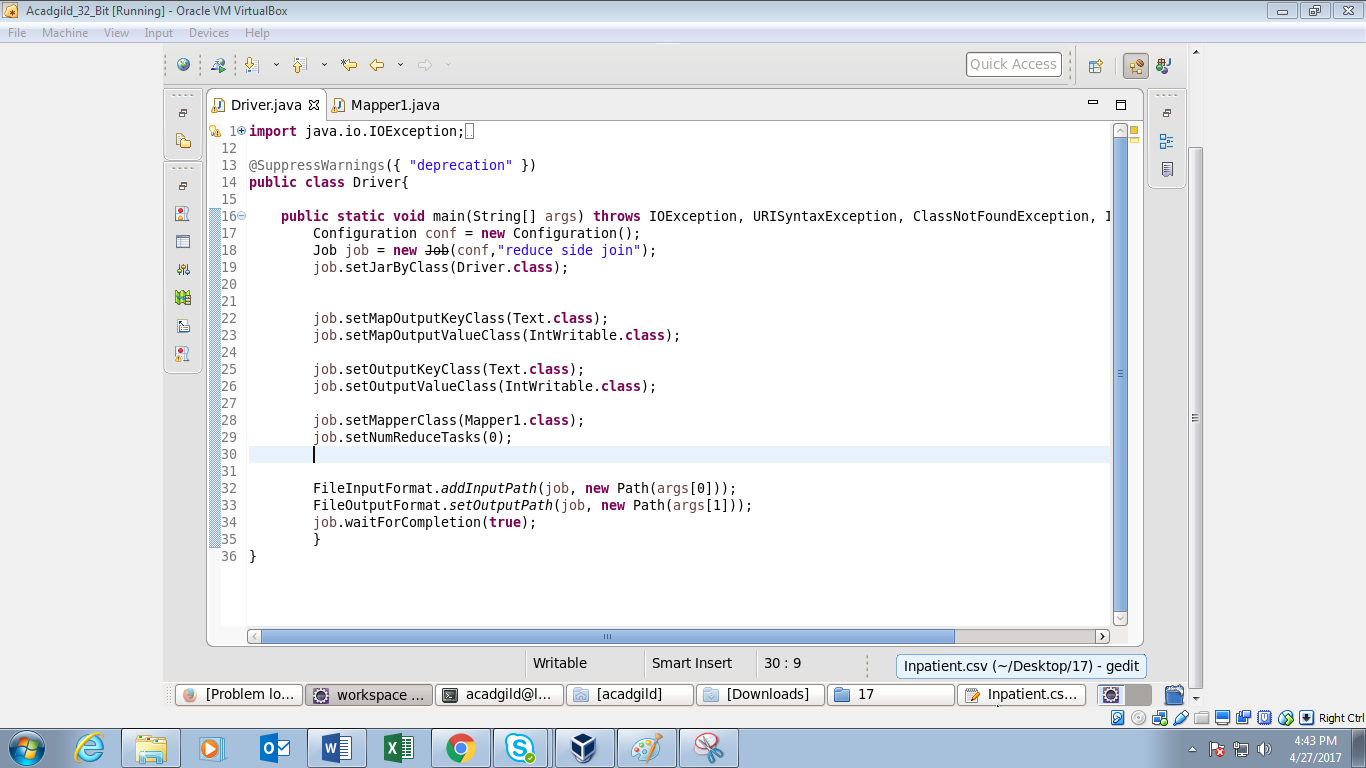 Acadgild_32_Bit [Running] - Oracle VM VirtualBox
File Machine View Input Devices Help
Quick Access
Driver.java Mapper1.java
1 import java.io.IOException;
12
13 @SuppressWarnings({ "deprecation" })
14 public class Driver{
15
16 public static void main(String[] args) throws IOException, URISyntaxException, ClassNotFoundException, I
17 Configuration conf = new Configuration();
18 Job job = new Job(conf,"reduce side join");
19 job.setJarByClass(Driver.class);
20
21
22 job.setMapOutputKeyClass(Text.class);
23 job.setMapOutputValueClass(IntWritable.class);
24
25 job.setOutputKeyClass(Text.class);
26 job.setOutputValueClass(IntWritable.class);
27
28 job.setMapperClass(Mapper1.class);
29 job.setNumReduceTasks(0);
30
31
32 FileInputFormat.addInputPath(job, new Path(args[0]));
33 FileOutputFormat.setOutputPath(job, new Path(args[1]));
34 job.waitForCompletion(true);
35 }
36 }
Writable Smart Insert 30 : 9 Inpatient.csv (~/Desktop/17) - gedit
[Problem lo... workspace ... acadgild@l... [acadgild] [Downloads] 17 Inpatient.cs...
Right Ctrl
4:43 PM
4/27/2017